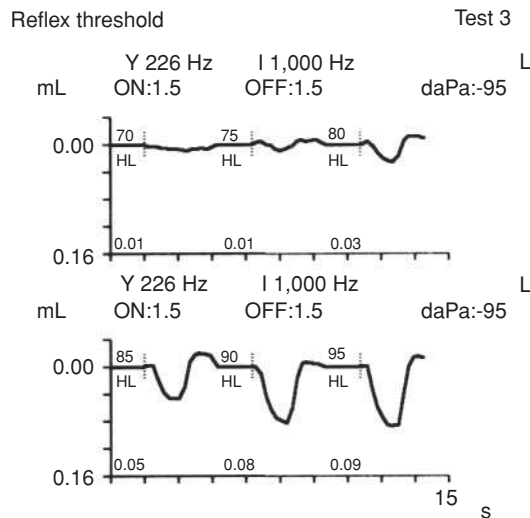 Reflex threshold Test 3
Y 226 Hz I 1,000 Hz L
mL ON:1.5 OFF:1.5 daPa:-95
70 75 80
0.00
HL HL HL
0.01 0.01 0.03
0.16
Y 226 Hz I 1,000 Hz L
mL ON:1.5 OFF:1.5 daPa:-95
85 90 95
0.00
HL HL HL
0.05 0.08 0.09
0.16
15
s